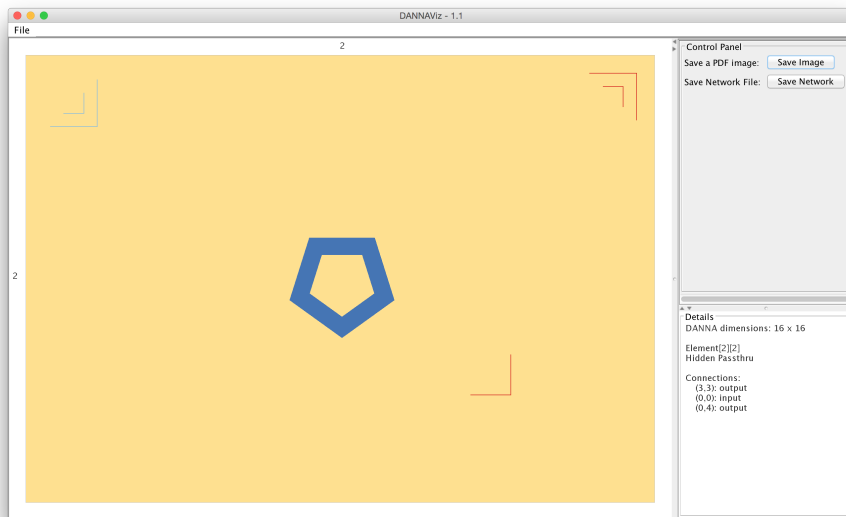 DANNAViz - 1.1
File
2
2
Control Panel
Save a PDF image: Save Image
Save Network File: Save Network
Details
DANNA dimensions: 16 x 16
Element[2][2]
Hidden Passthru
Connections:
(3,3): output
(0,0): input
(0,4): output